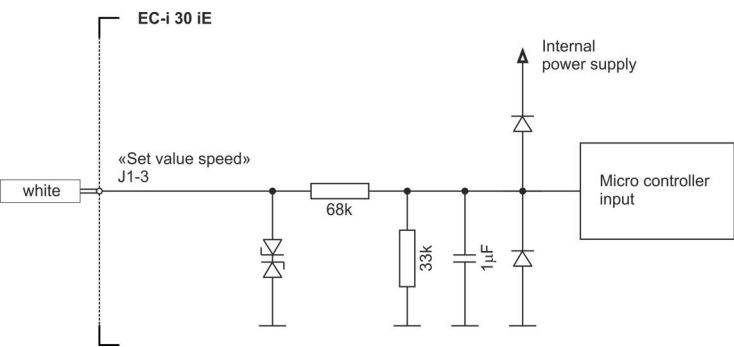 EC-i 30 iE
Internal
power supply
«Set value speed»
J1-3
white
Micro controller
input
68k
33k
1µF